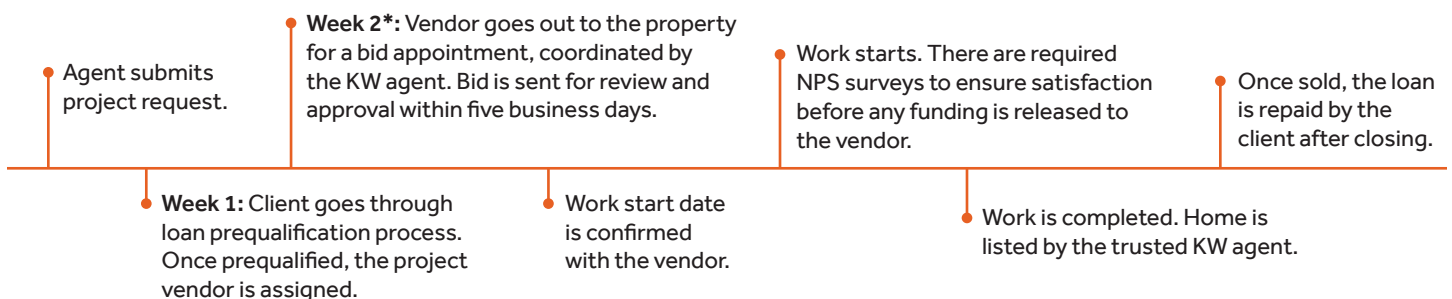 Agent submits
project request.
Week 1: Client goes through
loan prequalification process.
Once prequalified, the project
vendor is assigned.
Week 2*: Vendor goes out to the property
for a bid appointment, coordinated by
the KW agent. Bid is sent for review and
approval within five business days.
Work start date
is confirmed
with the vendor.
Work starts. There are required
NPS surveys to ensure satisfaction
before any funding is released to
the vendor.
Work is completed. Home is
listed by the trusted KW agent.
Once sold, the loan
is repaid by the
client after closing.